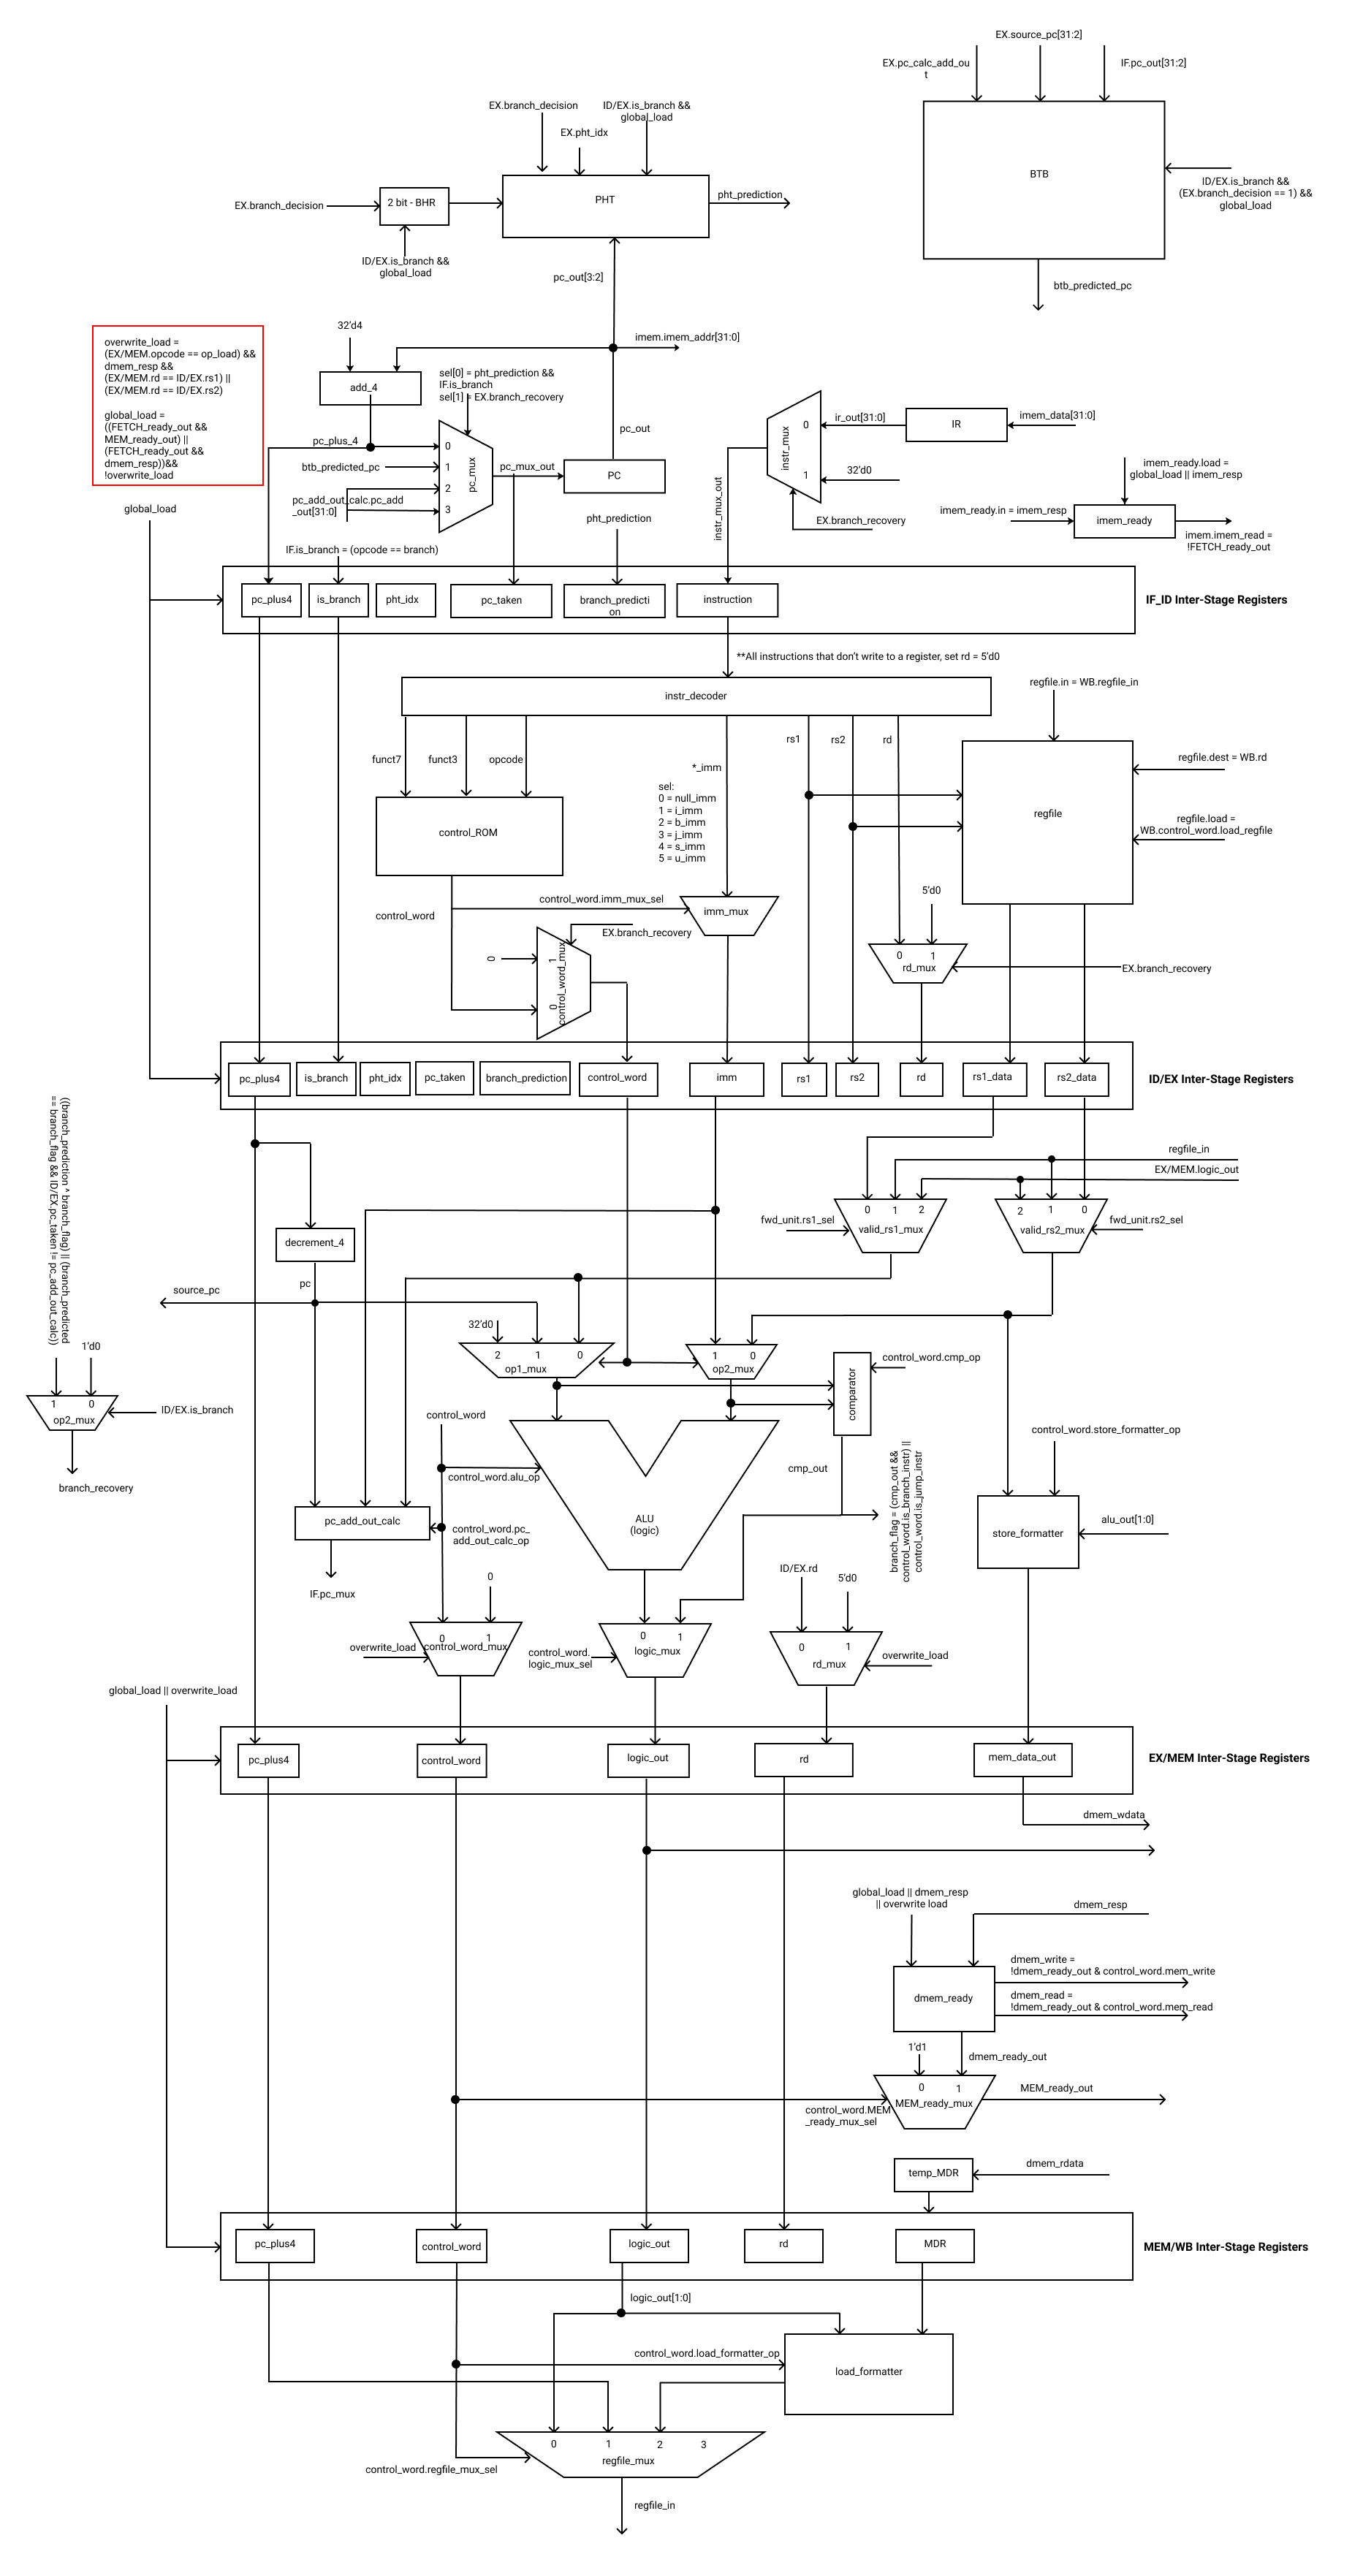 EX.source_pc[31:2]
EX.pc_calc_add_ou
t
IF.pc_out[31:2]
EX.branch_decision
ID/EX.is_branch &&
global_load
EX.pht_idx
BTB
ID/EX.is_branch &&
(EX.branch_decision == 1) &&
global_load
EX.branch_decision
2 bit - BHR
PHT
pht_prediction
ID/EX.is_branch &&
global_load
pc_out[3:2]
btb_predicted_pc
overwrite_load =
(EX/MEM.opcode == op_load) &&
dmem_resp &&
(EX/MEM.rd == ID/EX.rs1) ||
(EX/MEM.rd == ID/EX.rs2)
global_load =
((FETCH_ready_out &&
MEM_ready_out) ||
(FETCH_ready_out &&
dmem_resp))&&
!overwrite_load
32'd4
imem.imem_addr[31:0]
add_4
sel[0] = pht_prediction &&
IF.is_branch
sel[1] = EX.branch_recovery
pc_plus_4
0
btb_predicted_pc
1
2
pc_add_out_calc.pc_add
_out[31:0]
3
pc_mux
pc_mux_out
pc_out
PC
pht_prediction
ir_out[31:0]
IR
imem_data[31:0]
0
instr_mux
1
32'd0
EX.branch_recovery
instr_mux_out
imem_ready.load =
global_load || imem_resp
imem_ready.in = imem_resp
imem_ready
imem.imem_read =
!FETCH_ready_out
global_load
IF.is_branch = (opcode == branch)
pc_plus4
is_branch
pht_idx
pc_taken
branch_predicti
on
instruction
IF_ID Inter-Stage Registers
**All instructions that don't write to a register, set rd = 5'd0
instr_decoder
regfile.in = WB.regfile_in
funct7
funct3
opcode
*_imm
rs1
rs2
rd
regfile.dest = WB.rd
sel:
0 = null_imm
1 = i_imm
2 = b_imm
3 = j_imm
4 = s_imm
5 = u_imm
control_ROM
regfile
regfile.load =
WB.control_word.load_regfile
control_word
control_word.imm_mux_sel
imm_mux
5'd0
EX.branch_recovery
0
1
0
control_word_mux
0
1
rd_mux
EX.branch_recovery
pc_plus4
is_branch
pht_idx
pc_taken
branch_prediction
control_word
imm
rs1
rs2
rd
rs1_data
rs2_data
ID/EX Inter-Stage Registers
((branch_prediction ^ branch_flag) || (branch_predicted
== branch_flag && ID/EX.pc_taken != pc_add_out_calc))
regfile_in
EX/MEM.logic_out
fwd_unit.rs1_sel
0
1
2
valid_rs1_mux
2
1
0
valid_rs2_mux
fwd_unit.rs2_sel
decrement_4
pc
source_pc
32'd0
2
1
0
op1_mux
1
0
op2_mux
comparator
control_word.cmp_op
1'd0
1
0
op2_mux
ID/EX.is_branch
branch_recovery
control_word
control_word.alu_op
cmp_out
branch_flag = (cmp_out &&
control_word.is_branch_instr) ||
control_word.is_jump_instr
control_word.store_formatter_op
store_formatter
alu_out[1:0]
pc_add_out_calc
control_word.pc_
add_out_calc_op
ALU
(logic)
IF.pc_mux
0
ID/EX.rd
5'd0
overwrite_load
0
1
control_word_mux
control_word.
logic_mux_sel
0
1
logic_mux
0
1
rd_mux
overwrite_load
global_load || overwrite_load
pc_plus4
control_word
logic_out
rd
mem_data_out
EX/MEM Inter-Stage Registers
dmem_wdata
global_load || dmem_resp
|| overwrite load
dmem_resp
dmem_ready
dmem_write =
!dmem_ready_out & control_word.mem_write
dmem_read =
!dmem_ready_out & control_word.mem_read
1'd1
dmem_ready_out
0
1
MEM_ready_mux
MEM_ready_out
control_word.MEM
_ready_mux_sel
temp_MDR
dmem_rdata
pc_plus4
control_word
logic_out
rd
MDR
MEM/WB Inter-Stage Registers
logic_out[1:0]
control_word.load_formatter_op
load_formatter
0
1
2
3
regfile_mux
control_word.regfile_mux_sel
regfile_in